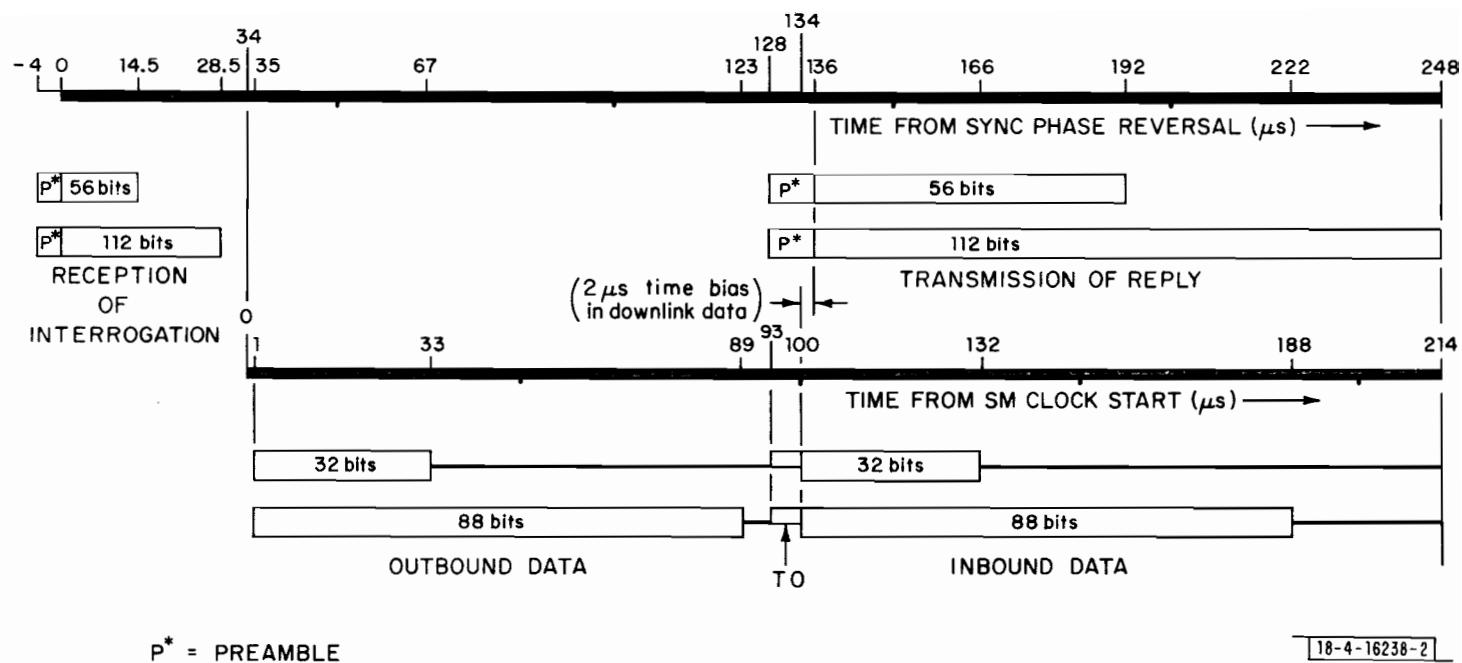 34
134
128
-4 0 14.5 28.5 35 67 123 136 166 192 222 248
TIME FROM SYNC PHASE REVERSAL (μs)
P* 56 bits
P* 56 bits
P* 112 bits
P* 112 bits
RECEPTION
OF
INTERROGATION
TRANSMISSION OF REPLY
(2 μs time bias
in downlink data)
0
1 33 89 93 100 132 188 214
TIME FROM SM CLOCK START (μs)
32 bits
32 bits
88 bits
88 bits
OUTBOUND DATA
TO
INBOUND DATA
P* = PREAMBLE
18-4-16238-2